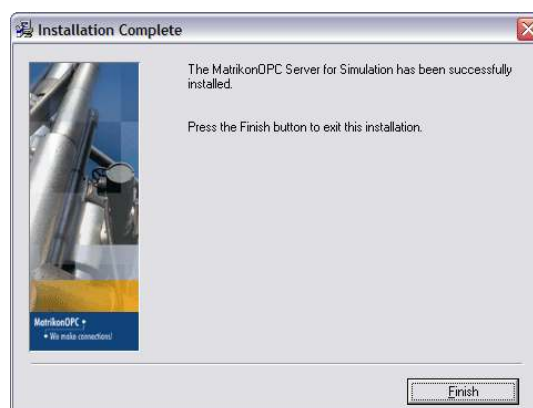 Installation Complete
The MatrikonOPC Server for Simulation has been successfully
installed.
Press the Finish button to exit this installation.
MatrikonOPC •
• We make connections!
Finish